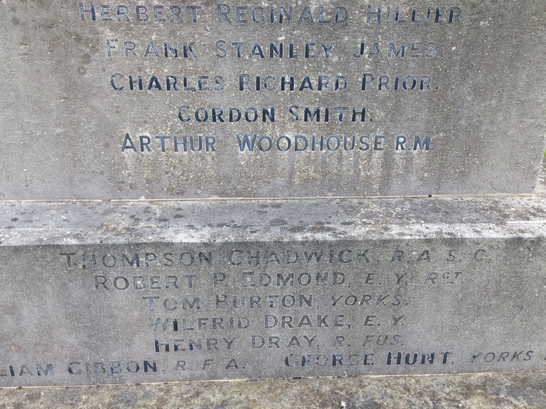 HERBERT REGINALD HILLIER
FRANK STANLEY JAMES.
CHARLES RICHARD PRIOR.
GORDON SMITH.
ARTHUR WOODHOUSE R.M.
THOMPSON CHADWICK, R.A.S.C.
ROBERT P. EDMOND, E.Y. RGT.
TOM BURTON, YORKS.
WILFRID DRAKE, E.Y.
HENRY DRAY, R. FUS.
LIAM GIBBON, R.F.A. GEORGE HUNT, YORKS